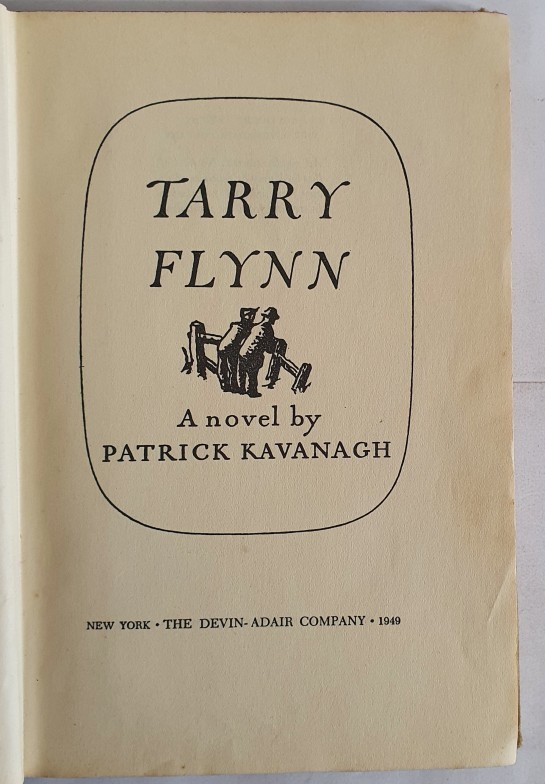 TARRY
FLYNN
A novel by
PATRICK KAVANAGH
NEW YORK • THE DEVIN-ADAIR COMPANY • 1949